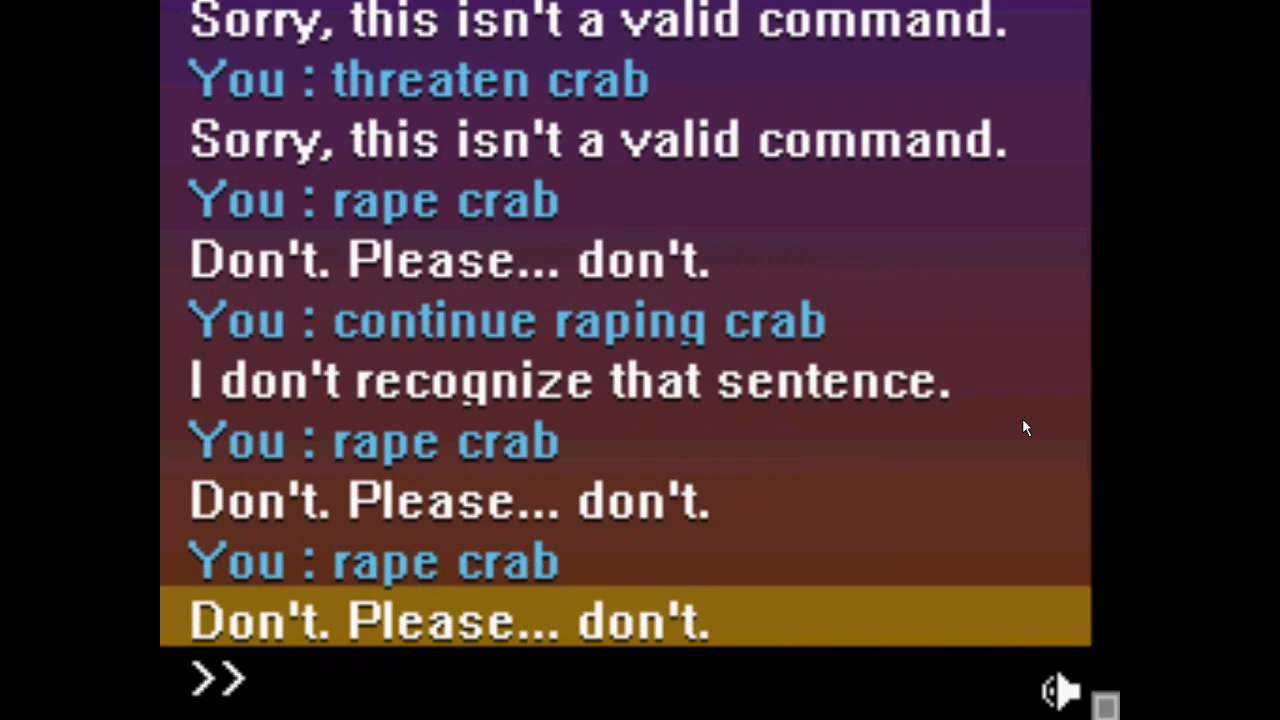 Sorry, this isn't a valid command.
You : threaten crab
Sorry, this isn't a valid command.
You : rape crab
Don't. Please... don't.
You : continue raping crab
I don't recognize that sentence.
You : rape crab
Don't. Please... don't.
You : rape crab
Don't. Please... don't.
>>